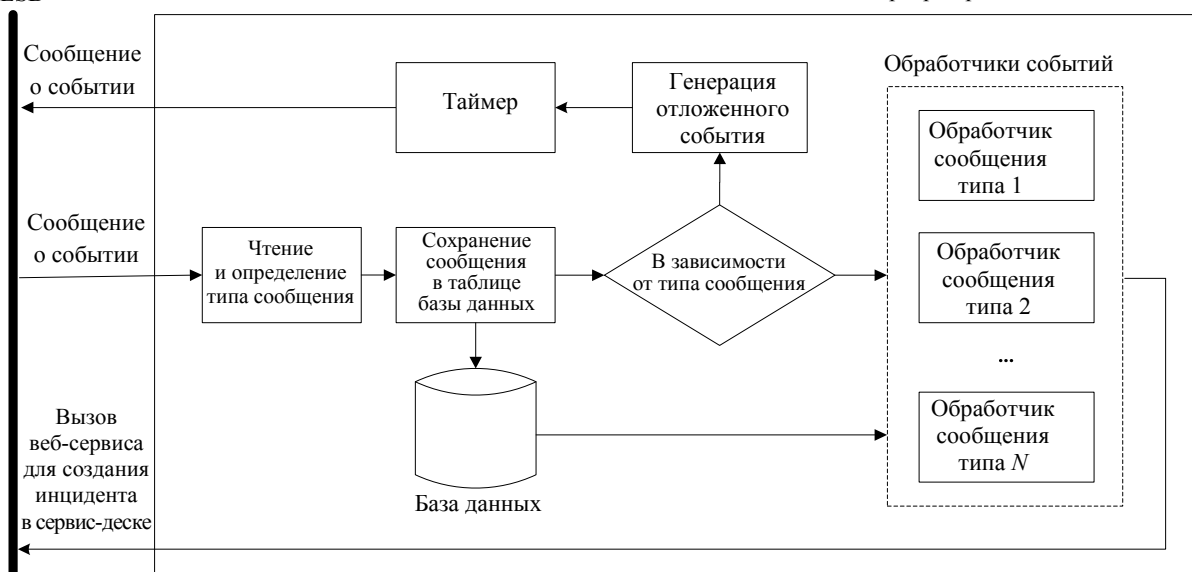 Сообщение
о событии
Таймер
Генерация
отложенного
события
Обработчики событий
Обработчик
сообщения
типа 1
Сообщение
о событии
Чтение
и определение
типа сообщения
Сохранение
сообщения
в таблице
базы данных
В зависимости
от типа сообщения
Обработчик
сообщения
типа 2
...
Обработчик
сообщения
типа N
База данных
Вызов
веб-сервиса
для создания
инцидента
в сервис-деске